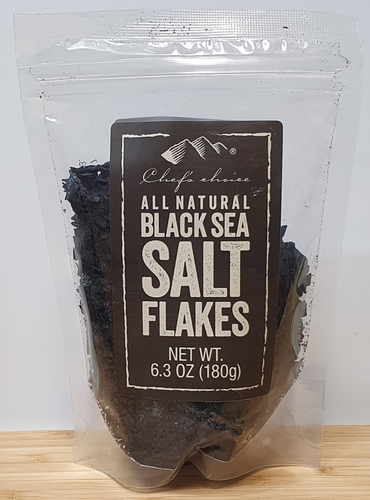 ®
Chef's choice
ALL NATURAL
BLACK SEA
SALT
FLAKES
NET WT.
6.3 OZ (180g)